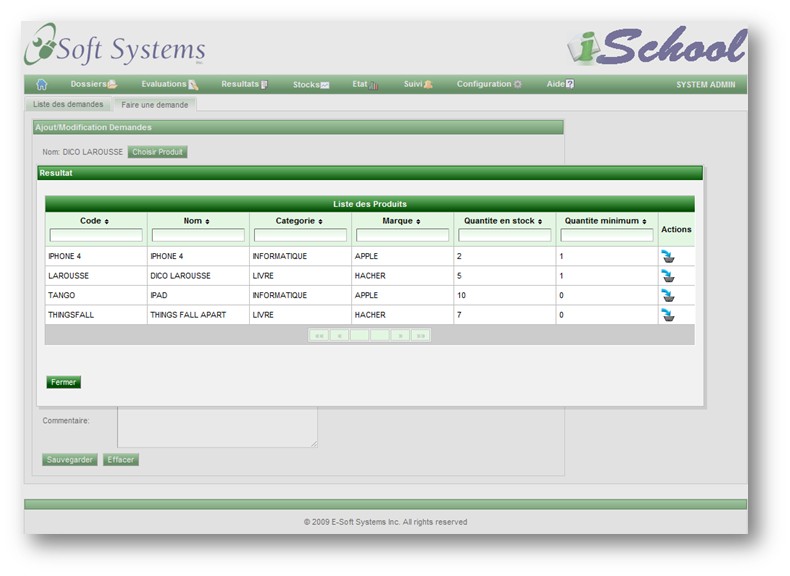 Soft Systems
Inc.
iSchool
Dossiers Evaluations Resultats Stocks Etat Suivi Configuration Aide ? SYSTEM ADMIN
Liste des demandes Faire une demande
Ajout/Modification Demandes
Nom: DICO LAROUSSE Choisir Produit
Resultat
Liste des Produits
Code Nom Categorie Marque Quantite en stock Quantite minimum Actions
IPHONE 4 IPHONE 4 INFORMATIQUE APPLE 2 1
LAROUSSE DICO LAROUSSE LIVRE HACHER 5 1
TANGO IPAD INFORMATIQUE APPLE 10 0
THINGSFALL THINGS FALL APART LIVRE HACHER 7 0
«« « » »»
Fermer
Commentaire:
Sauvegarder Effacer
© 2009 E-Soft Systems Inc. All rights reserved